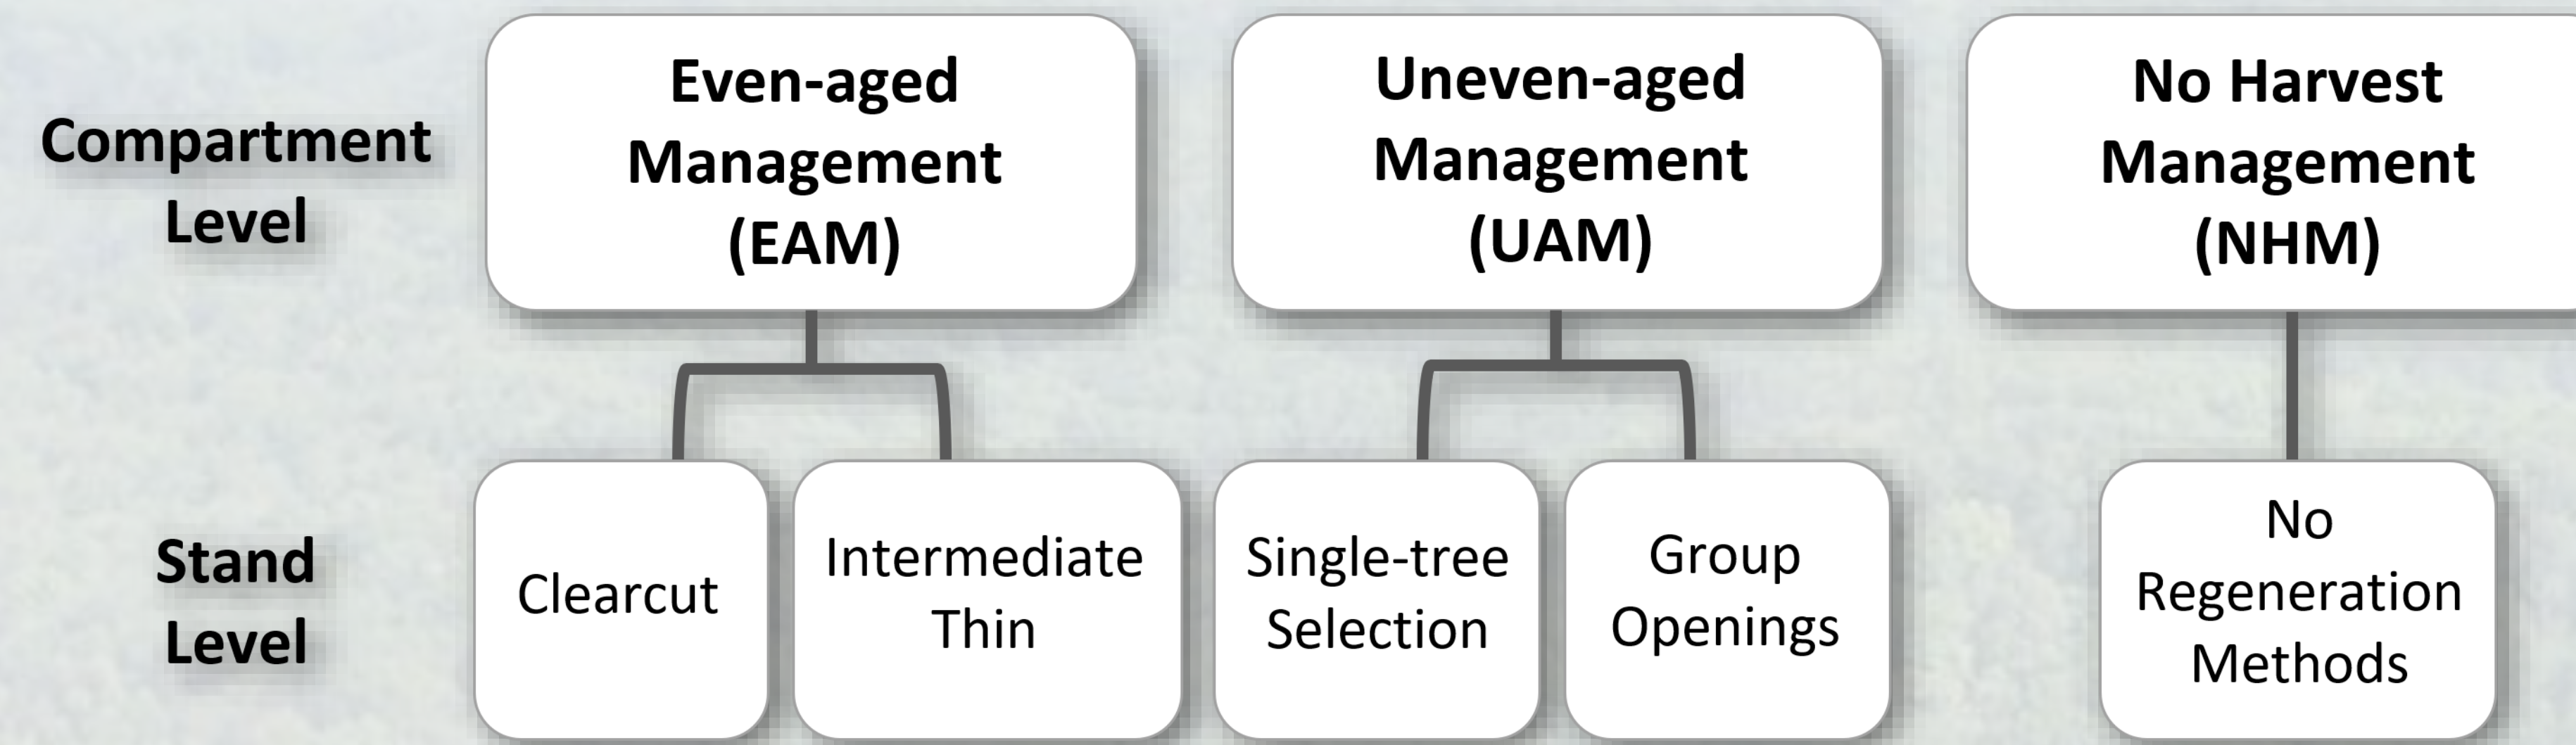 Compartment
Level
Even-aged
Management
(EAM)
Uneven-aged
Management
(UAM)
No Harvest
Management
(NHM)
Stand
Level
Clearcut
Intermediate
Thin
Single-tree
Selection
Group
Openings
No
Regeneration
Methods